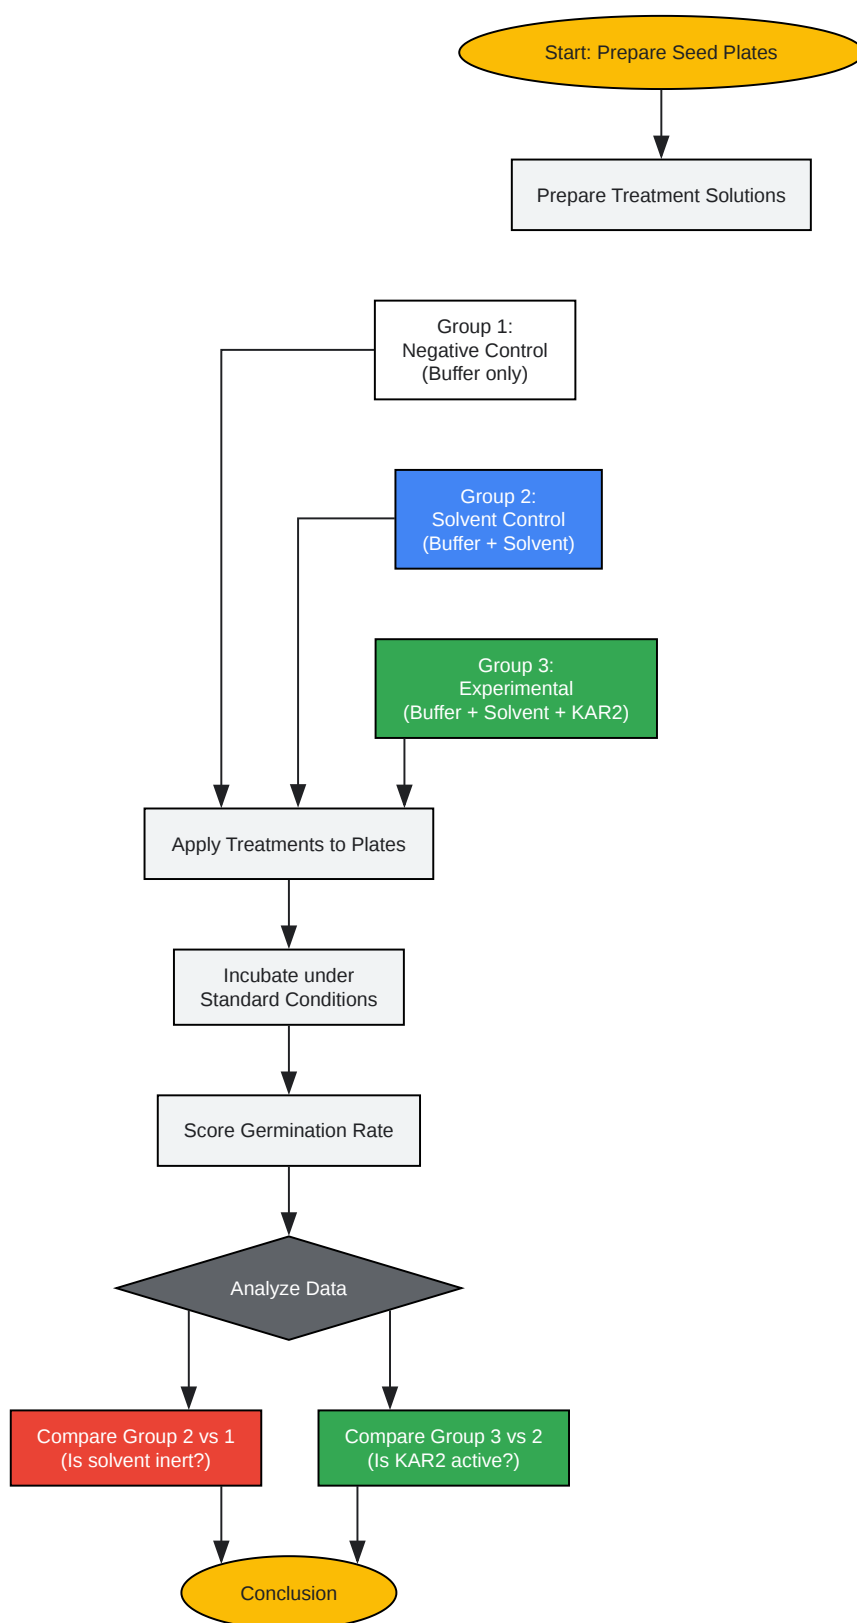 Start: Prepare Seed Plates
Prepare Treatment Solutions
Group 1:
Negative Control
(Buffer only)
Group 2:
Solvent Control
(Buffer + Solvent)
Group 3:
Experimental
(Buffer + Solvent + KAR2)
Apply Treatments to Plates
Incubate under
Standard Conditions
Score Germination Rate
Analyze Data
Compare Group 2 vs 1
(Is solvent inert?)
Compare Group 3 vs 2
(Is KAR2 active?)
Conclusion